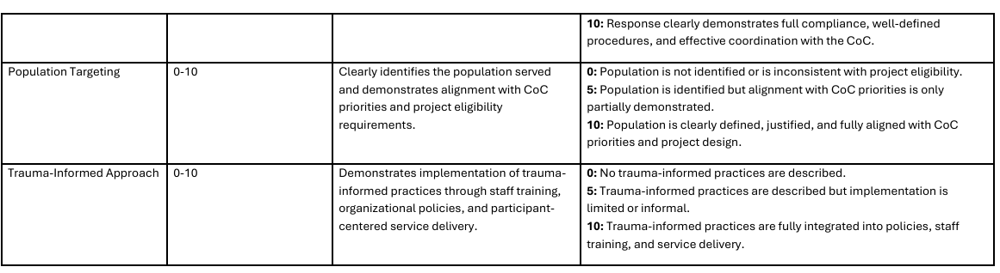 10: Response clearly demonstrates full compliance, well-defined
procedures, and effective coordination with the CoC.
Population Targeting
0-10
Clearly identifies the population served
and demonstrates alignment with CoC
priorities and project eligibility
requirements.
0: Population is not identified or is inconsistent with project eligibility.
5: Population is identified but alignment with CoC priorities is only
partially demonstrated.
10: Population is clearly defined, justified, and fully aligned with CoC
priorities and project design.
Trauma-Informed Approach
0-10
Demonstrates implementation of trauma-
informed practices through staff training,
organizational policies, and participant-
centered service delivery.
0: No trauma-informed practices are described.
5: Trauma-informed practices are described but implementation is
limited or informal.
10: Trauma-informed practices are fully integrated into policies, staff
training, and service delivery.